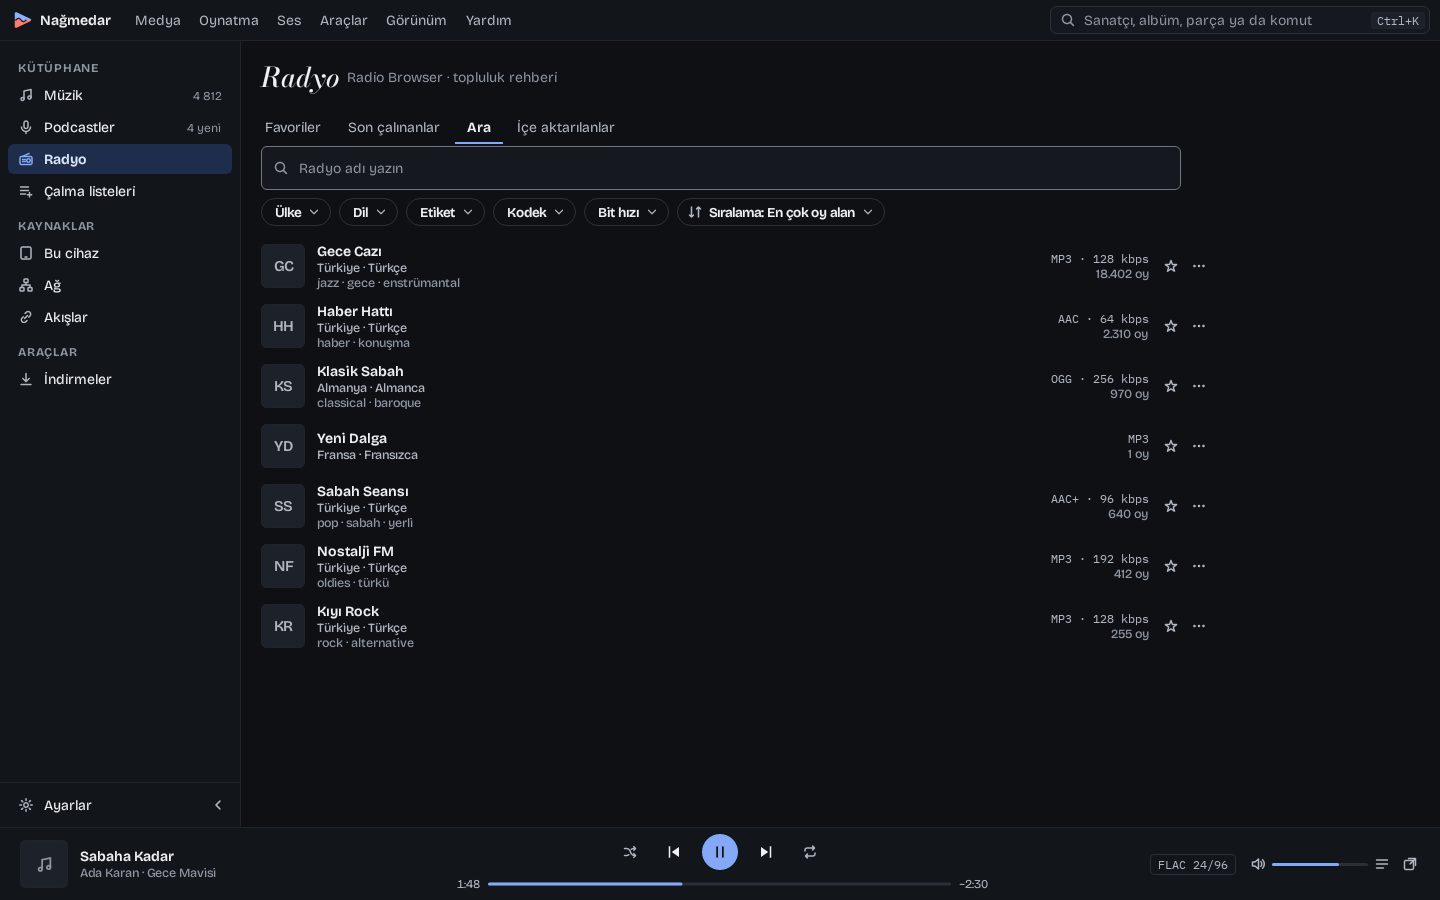 Nağmedar Medya Oynatma Ses Araçlar Görünüm Yardım Sanatçı, albüm, parça ya da komut Ctrl+K
KÜTÜPHANE
Müzik 4 812
Podcastler 4 yeni
Radyo
Çalma listeleri
KAYNAKLAR
Bu cihaz
Ağ
Akışlar
ARAÇLAR
İndirmeler
Ayarlar
Radyo Radio Browser · topluluk rehberi
Favoriler Son çalınanlar Ara İçe aktarılanlar
Radyo adı yazın
Ülke Dil Etiket Kodek Bit hızı Sıralama: En çok oy alan
GC
Gece Cazı
Türkiye · Türkçe
jazz · gece · enstrümantal
MP3 · 128 kbps
18.402 oy
HH
Haber Hattı
Türkiye · Türkçe
haber · konuşma
AAC · 64 kbps
2.310 oy
KS
Klasik Sabah
Almanya · Almanca
classical · baroque
OGG · 256 kbps
970 oy
YD
Yeni Dalga
Fransa · Fransızca
MP3
1 oy
SS
Sabah Seansı
Türkiye · Türkçe
pop · sabah · yerli
AAC+ · 96 kbps
640 oy
NF
Nostalji FM
Türkiye · Türkçe
oldies · türkü
MP3 · 192 kbps
412 oy
KR
Kıyı Rock
Türkiye · Türkçe
rock · alternative
MP3 · 128 kbps
255 oy
Sabaha Kadar
Ada Karan · Gece Mavisi
1:48 −2:30
FLAC 24/96